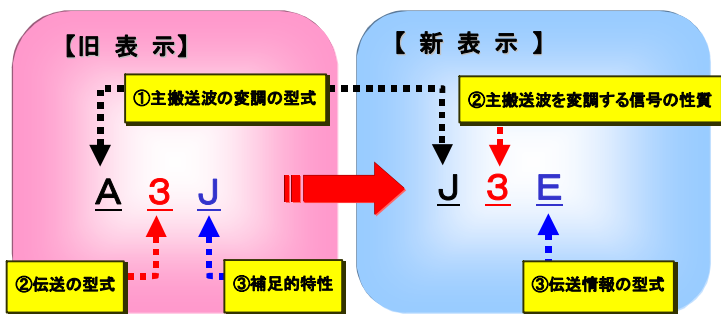 【旧 表 示】
【 新 表 示 】
①主搬送波の変調の型式
②主搬送波を変調する信号の性質
A 3 J
J 3 E
②伝送の型式
③補足的特性
③伝送情報の型式